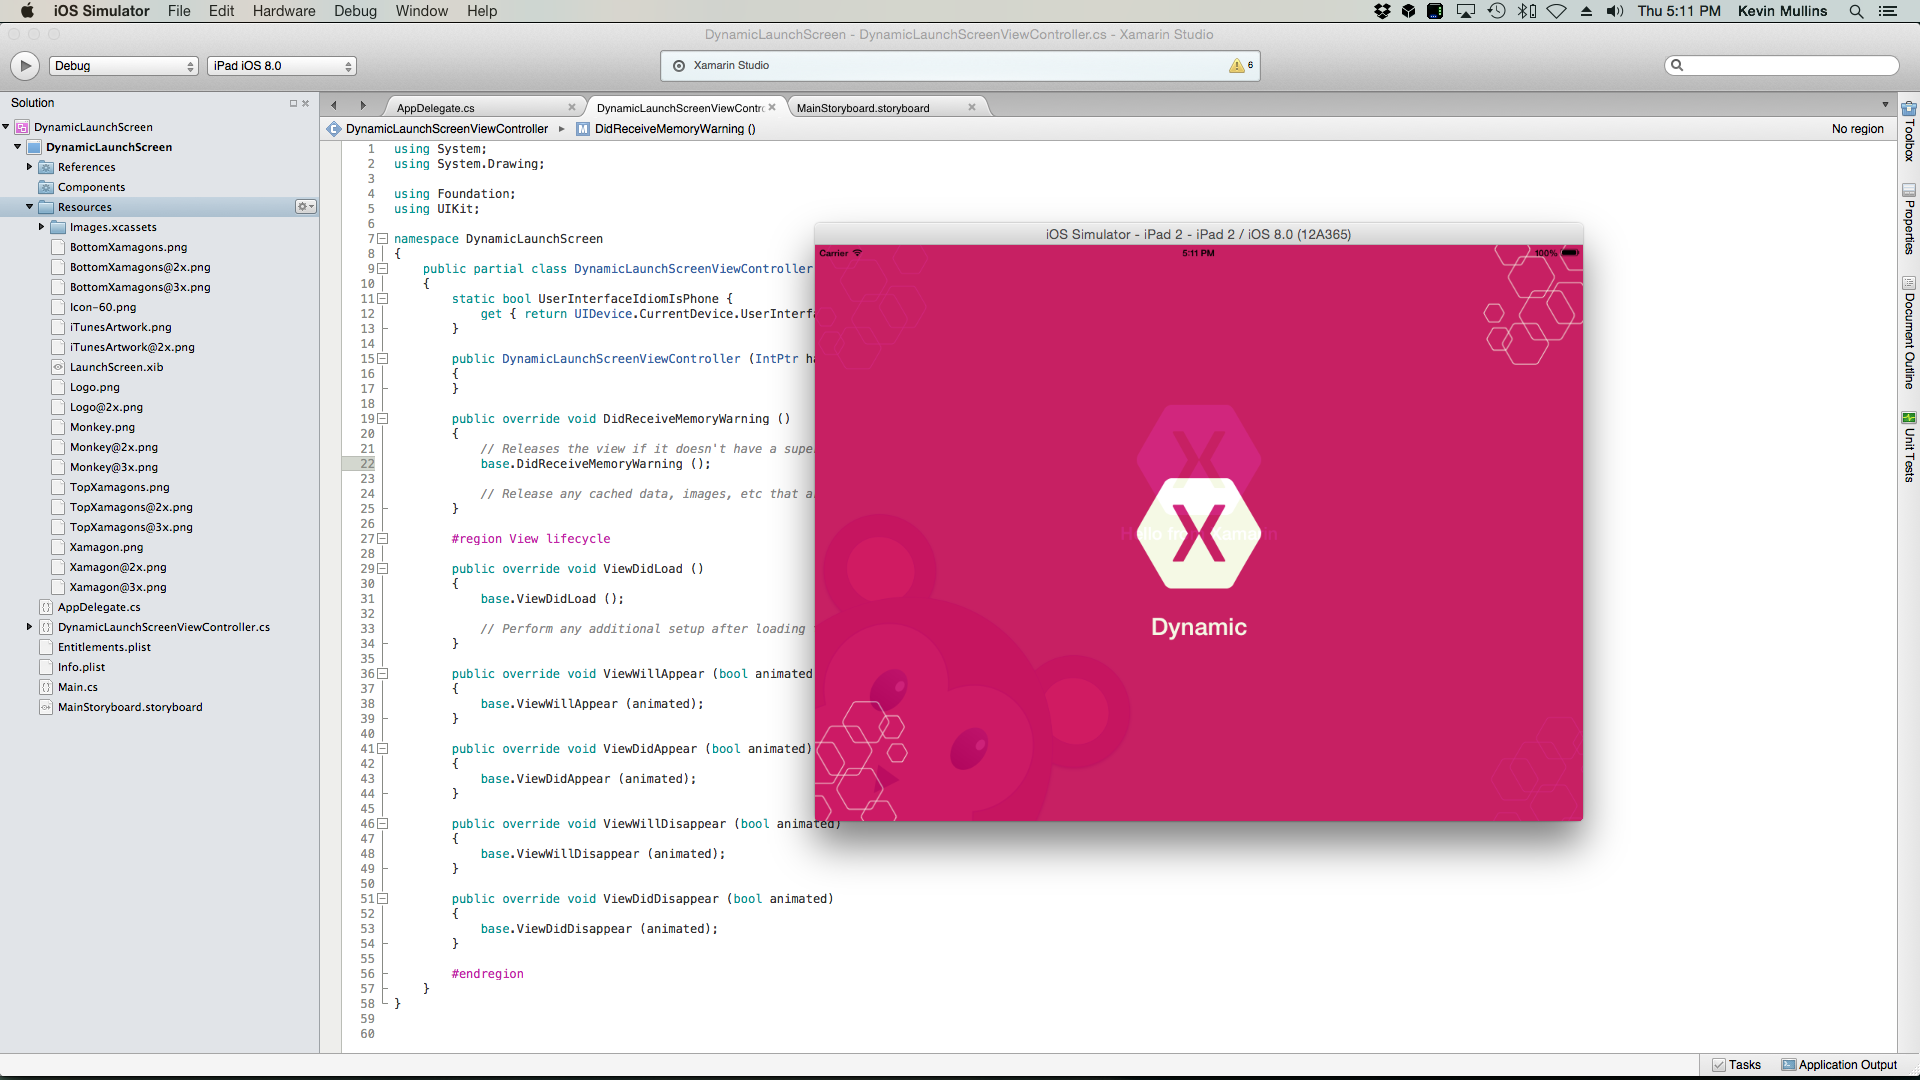 iOS Simulator File Edit Hardware Debug Window Help Thu 5:11 PM Kevin Mullins
DynamicLaunchScreen - DynamicLaunchScreenViewController.cs - Xamarin Studio
Debug iPad iOS 8.0 Xamarin Studio 6
Solution
DynamicLaunchScreen
DynamicLaunchScreen
References
Components
Resources
Images.xcassets
BottomXamagons.png
BottomXamagons@2x.png
BottomXamagons@3x.png
Icon-60.png
iTunesArtwork.png
iTunesArtwork@2x.png
LaunchScreen.xib
Logo.png
Logo@2x.png
Monkey.png
Monkey@2x.png
Monkey@3x.png
TopXamagons.png
TopXamagons@2x.png
TopXamagons@3x.png
Xamagon.png
Xamagon@2x.png
Xamagon@3x.png
AppDelegate.cs
DynamicLaunchScreenViewController.cs
Entitlements.plist
Info.plist
Main.cs
MainStoryboard.storyboard
AppDelegate.cs DynamicLaunchScreenViewContr MainStoryboard.storyboard
DynamicLaunchScreenViewController M DidReceiveMemoryWarning () No region
1 using System;
2 using System.Drawing;
3
4 using Foundation;
5 using UIKit;
6
7 namespace DynamicLaunchScreen
8 {
9 public partial class DynamicLaunchScreenViewController
10 {
11 static bool UserInterfaceIdiomIsPhone {
12 get { return UIDevice.CurrentDevice.UserInterfa
13 }
14
15 public DynamicLaunchScreenViewController (IntPtr ha
16 {
17 }
18
19 public override void DidReceiveMemoryWarning ()
20 {
21 // Releases the view if it doesn't have a supe
22 base.DidReceiveMemoryWarning ();
23
24 // Release any cached data, images, etc that a
25 }
26
27 #region View lifecycle
28
29 public override void ViewDidLoad ()
30 {
31 base.ViewDidLoad ();
32
33 // Perform any additional setup after loading
34 }
35
36 public override void ViewWillAppear (bool animated
37 {
38 base.ViewWillAppear (animated);
39 }
40
41 public override void ViewDidAppear (bool animated)
42 {
43 base.ViewDidAppear (animated);
44 }
45
46 public override void ViewWillDisappear (bool animated)
47 {
48 base.ViewWillDisappear (animated);
49 }
50
51 public override void ViewDidDisappear (bool animated)
52 {
53 base.ViewDidDisappear (animated);
54 }
55
56 #endregion
57 }
58 }
59
60
iOS Simulator - iPad 2 - iPad 2 / iOS 8.0 (12A365)
Carrier 5:11 PM 100%
X
X
Dynamic
Toolbox
Properties
Document Outline
Unit Tests
Tasks Application Output